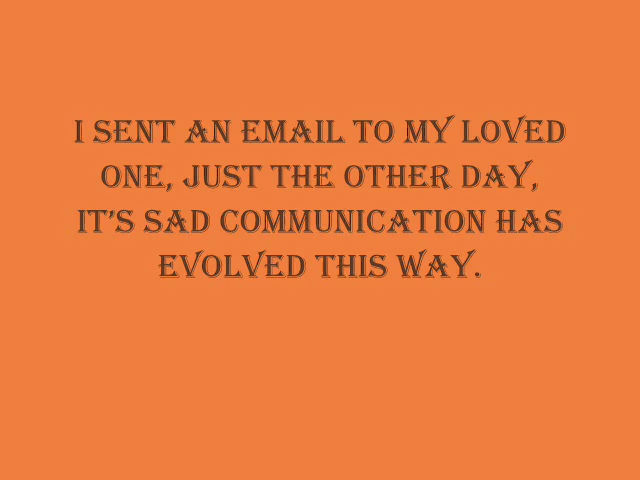 I SENT AN EMAIL TO MY LOVED
ONE, JUST THE OTHER DAY,
IT'S SAD COMMUNICATION HAS
EVOLVED THIS WAY.